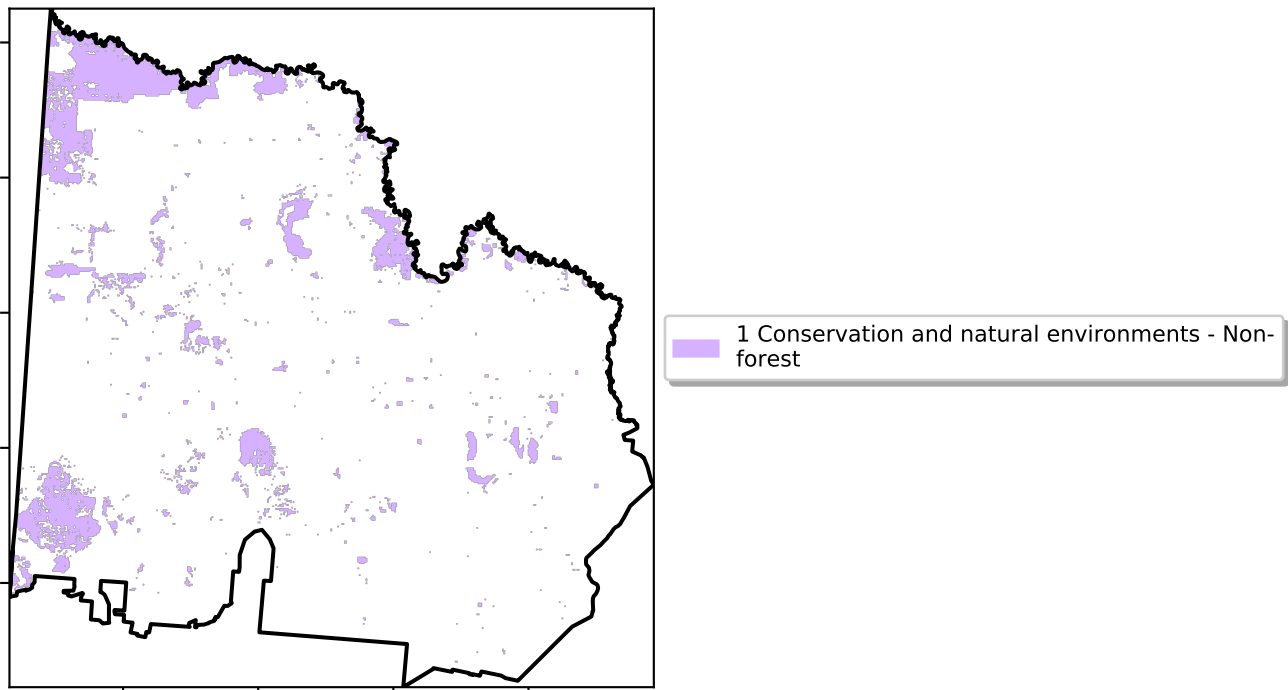 1 Conservation and natural environments - Non-
forest